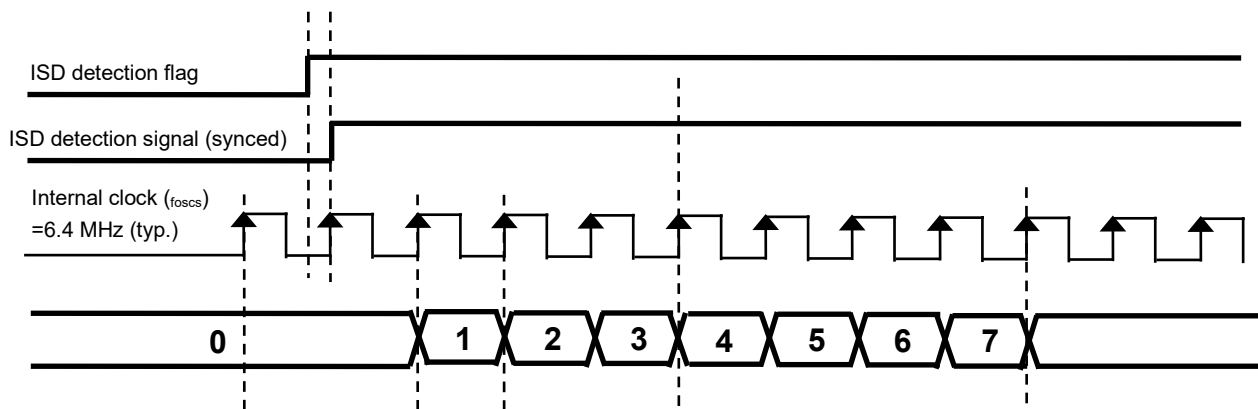 ISD detection flag
ISD detection signal (synced)
Internal clock (foscs)
=6.4 MHz (typ.)
0 1 2 3 4 5 6 7